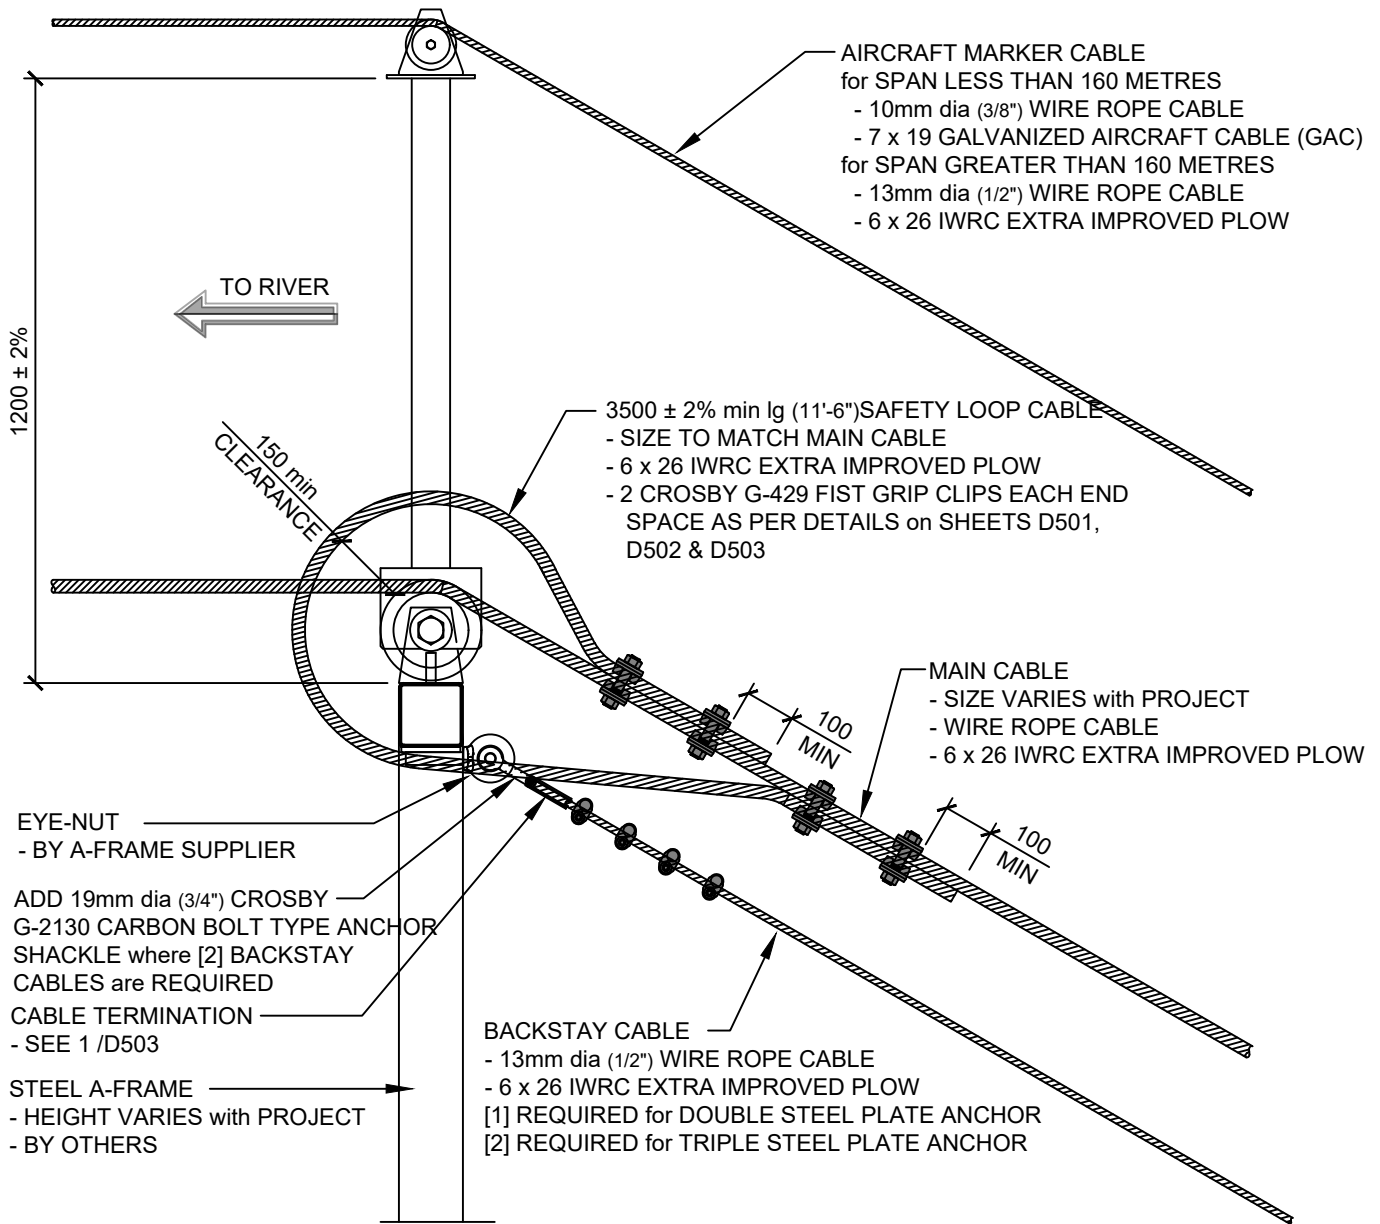 AIRCRAFT MARKER CABLE
for SPAN LESS THAN 160 METRES
- 10mm dia (3/8") WIRE ROPE CABLE
- 7 x 19 GALVANIZED AIRCRAFT CABLE (GAC)
for SPAN GREATER THAN 160 METRES
- 13mm dia (1/2") WIRE ROPE CABLE
- 6 x 26 IWRC EXTRA IMPROVED PLOW
TO RIVER
1200 ± 2%
150 min
CLEARANCE
3500 ± 2% min lg (11'-6")SAFETY LOOP CABLE
- SIZE TO MATCH MAIN CABLE
- 6 x 26 IWRC EXTRA IMPROVED PLOW
- 2 CROSBY G-429 FIST GRIP CLIPS EACH END
SPACE AS PER DETAILS on SHEETS D501,
D502 & D503
MAIN CABLE
- SIZE VARIES with PROJECT
- WIRE ROPE CABLE
- 6 x 26 IWRC EXTRA IMPROVED PLOW
100
MIN
100
MIN
EYE-NUT
- BY A-FRAME SUPPLIER
ADD 19mm dia (3/4") CROSBY
G-2130 CARBON BOLT TYPE ANCHOR
SHACKLE where [2] BACKSTAY
CABLES are REQUIRED
CABLE TERMINATION
- SEE 1 /D503
STEEL A-FRAME
- HEIGHT VARIES with PROJECT
- BY OTHERS
BACKSTAY CABLE
- 13mm dia (1/2") WIRE ROPE CABLE
- 6 x 26 IWRC EXTRA IMPROVED PLOW
[1] REQUIRED for DOUBLE STEEL PLATE ANCHOR
[2] REQUIRED for TRIPLE STEEL PLATE ANCHOR